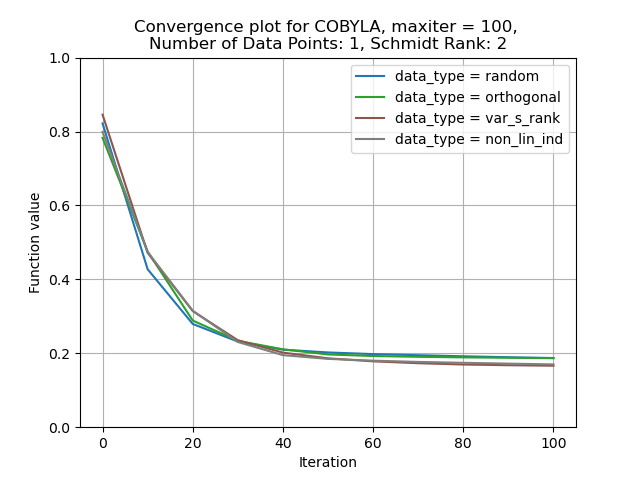 Convergence plot for COBYLA, maxiter = 100,
Number of Data Points: 1, Schmidt Rank: 2
data_type = random
data_type = orthogonal
data_type = var_s_rank
data_type = non_lin_ind
Function value
1.0
0.8
0.6
0.4
0.2
0.0
0 20 40 60 80 100
Iteration